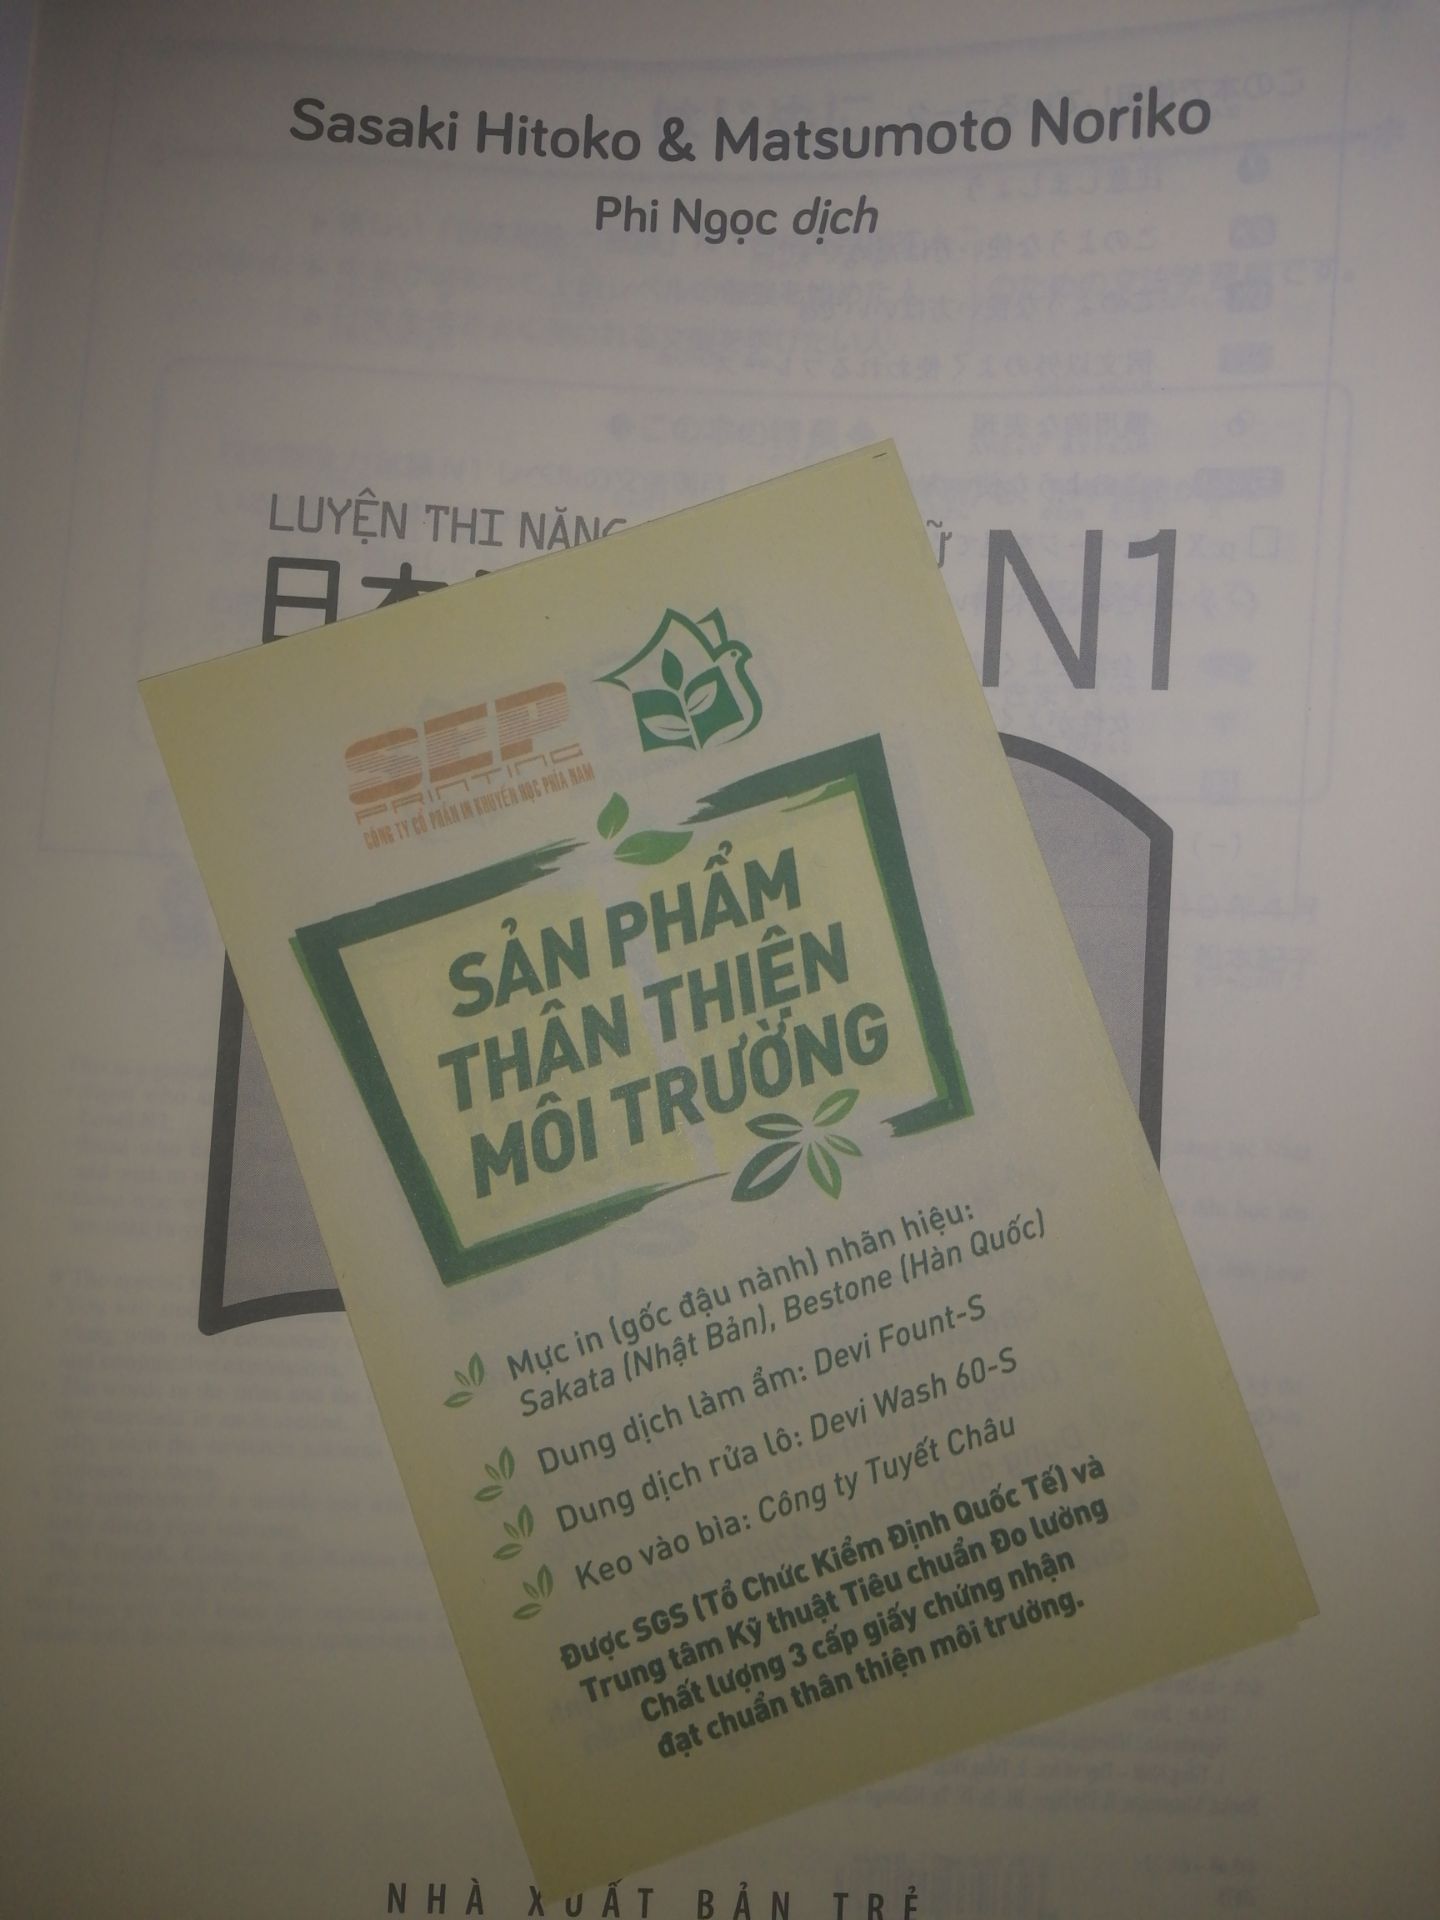 Sasaki Hitoko & Matsumoto Noriko
Phi Ngọc dịch
LUYỆN THI NĂNG
日本
N1
SEP
PRINTING
CÔNG TY CỔ PHẦN IN KHUYẾN HỌC PHÍA NAM
SẢN PHẨM
THÂN THIỆN
MÔI TRƯỜNG
Mực in (gốc đậu nành) nhãn hiệu:
Sakata (Nhật Bản), Bestone (Hàn Quốc)
Dung dịch làm ẩm: Devi Fount-S
Dung dịch rửa lô: Devi Wash 60-S
Keo vào bìa: Công ty Tuyết Châu
Được SGS (Tổ Chức Kiểm Định Quốc Tế) và
Trung tâm Kỹ thuật Tiêu chuẩn Đo lường
Chất lượng 3 cấp giấy chứng nhận
đạt chuẩn thân thiện môi trường.
NHÀ XUẤT BẢN TRẺ